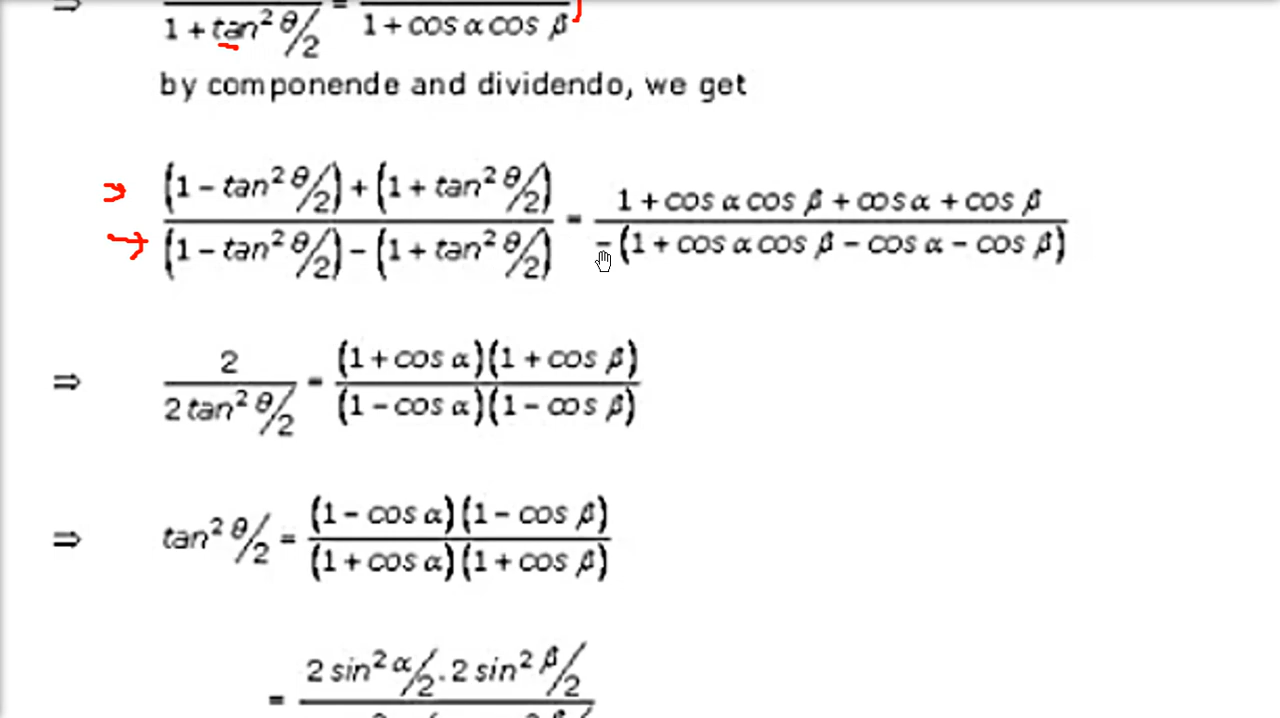 ⇒ 1 + tan² θ/2 = 1 + cos α cos β
by componende and dividendo, we get
(1 − tan² θ/2) + (1 + tan² θ/2) / (1 − tan² θ/2) − (1 + tan² θ/2) = 1 + cos α cos β + cos α + cos β / −(1 + cos α cos β − cos α − cos β)
⇒ 2 / 2 tan² θ/2 = (1 + cos α)(1 + cos β) / (1 − cos α)(1 − cos β)
⇒ tan² θ/2 = (1 − cos α)(1 − cos β) / (1 + cos α)(1 + cos β)
= 2 sin² α/2 . 2 sin² β/2